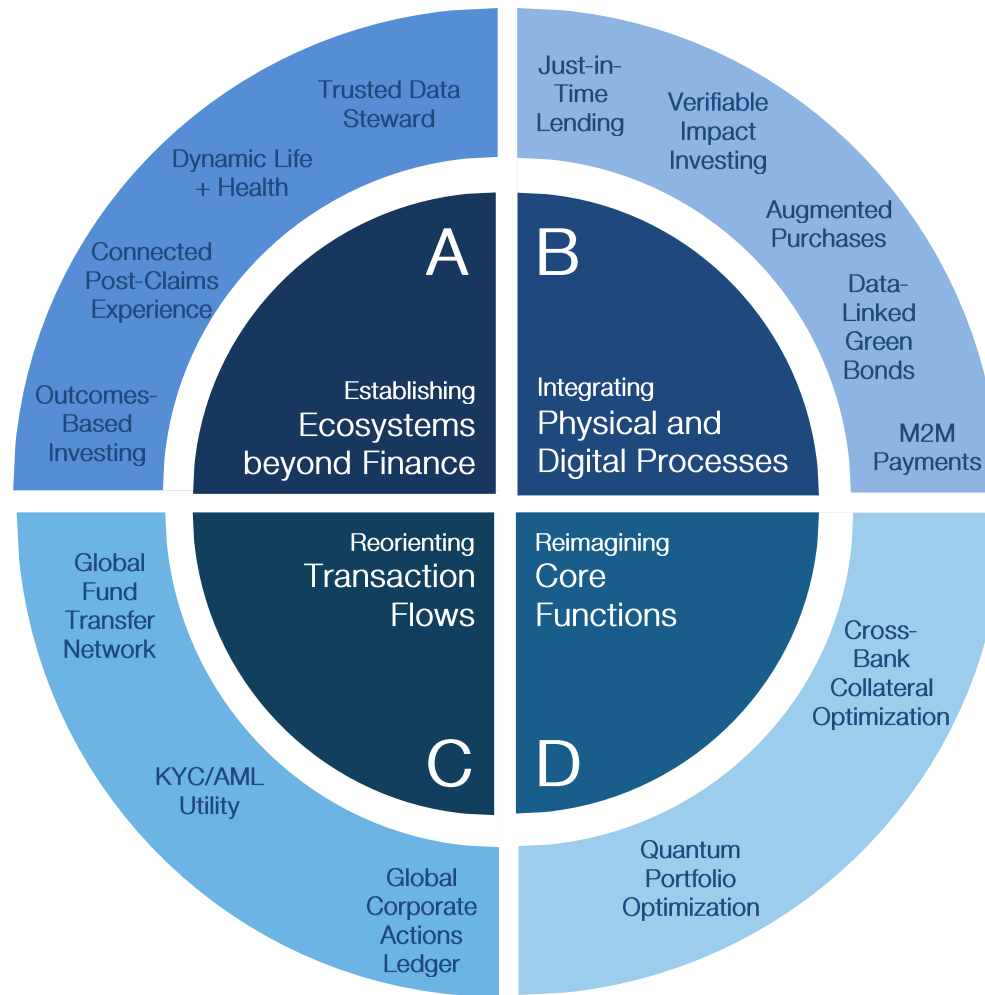 Trusted Data
Steward
Dynamic Life
+ Health
Connected
Post-Claims
Experience
Outcomes-
Based
Investing
A
Establishing
Ecosystems
beyond Finance
Just-in-
Time
Lending
Verifiable
Impact
Investing
Augmented
Purchases
Data-
Linked
Green
Bonds
M2M
Payments
B
Integrating
Physical and
Digital Processes
Global
Fund
Transfer
Network
KYC/AML
Utility
Global
Corporate
Actions
Ledger
Reorienting
Transaction
Flows
C
Reimagining
Core
Functions
D
Cross-
Bank
Collateral
Optimization
Quantum
Portfolio
Optimization